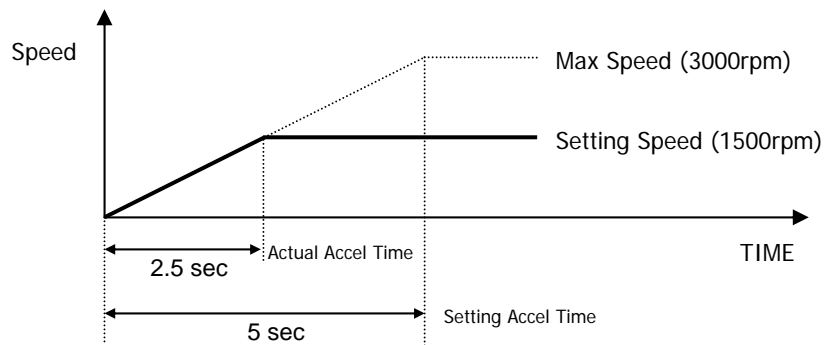 Speed
Max Speed (3000rpm)
Setting Speed (1500rpm)
2.5 sec
Actual Accel Time
TIME
5 sec
Setting Accel Time